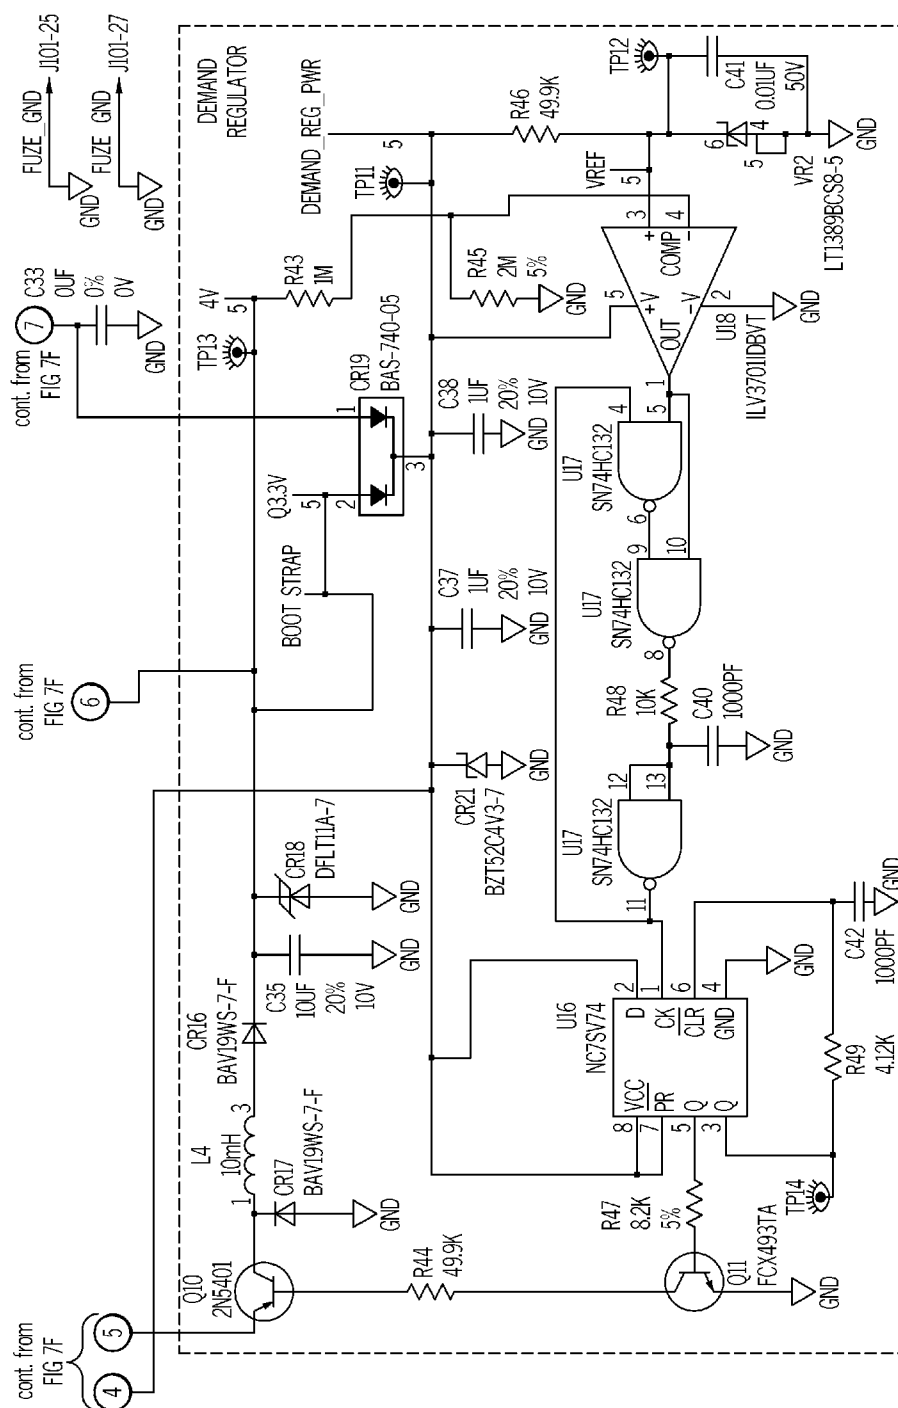 FUZE_GND
J101-25
GND
FUZE GND
J101-27
GND
cont. from
FIG 7F
5
4
cont. from
FIG 7F
6
cont. from
FIG 7F
7
C33
0UF
0%
0V
GND
DEMAND
REGULATOR
Q10
2N5401
L4
10mH
1
3
CR17
BAV19WS-7-F
GND
CR16
BAV19WS-7-F
C35
10UF
20%
10V
GND
CR18
DFLT11A-7
GND
TP13
4V
5
R43
1M
BOOT STRAP
Q3.3V
5
2
1
3
CR19
BAS-740-05
DEMAND_REG_PWR
5
TP11
R45
2M
5%
GND
R46
49.9K
CR21
BZT52C4V3-7
GND
C37
1UF
20%
10V
GND
C38
1UF
20%
10V
GND
VREF
5
TP12
C41
0.01UF
50V
6
5
4
VR2
LT1389BCS8-5
GND
3
4
+
-
COMP
5
+V
-V
2
OUT
1
U18
ILV3701IDBVT
GND
U17
SN74HC132
4
5
6
U17
SN74HC132
9
10
8
R48
10K
C40
1000PF
GND
U17
SN74HC132
12
13
11
U16
NC7SV74
8
VCC
7
PR
5
Q
3
Q
D
2
CK
1
CLR
6
GND
4
GND
C42
1000PF
GND
R49
4.12K
TP14
R47
8.2K
5%
Q11
FCX493TA
GND
R44
49.9K